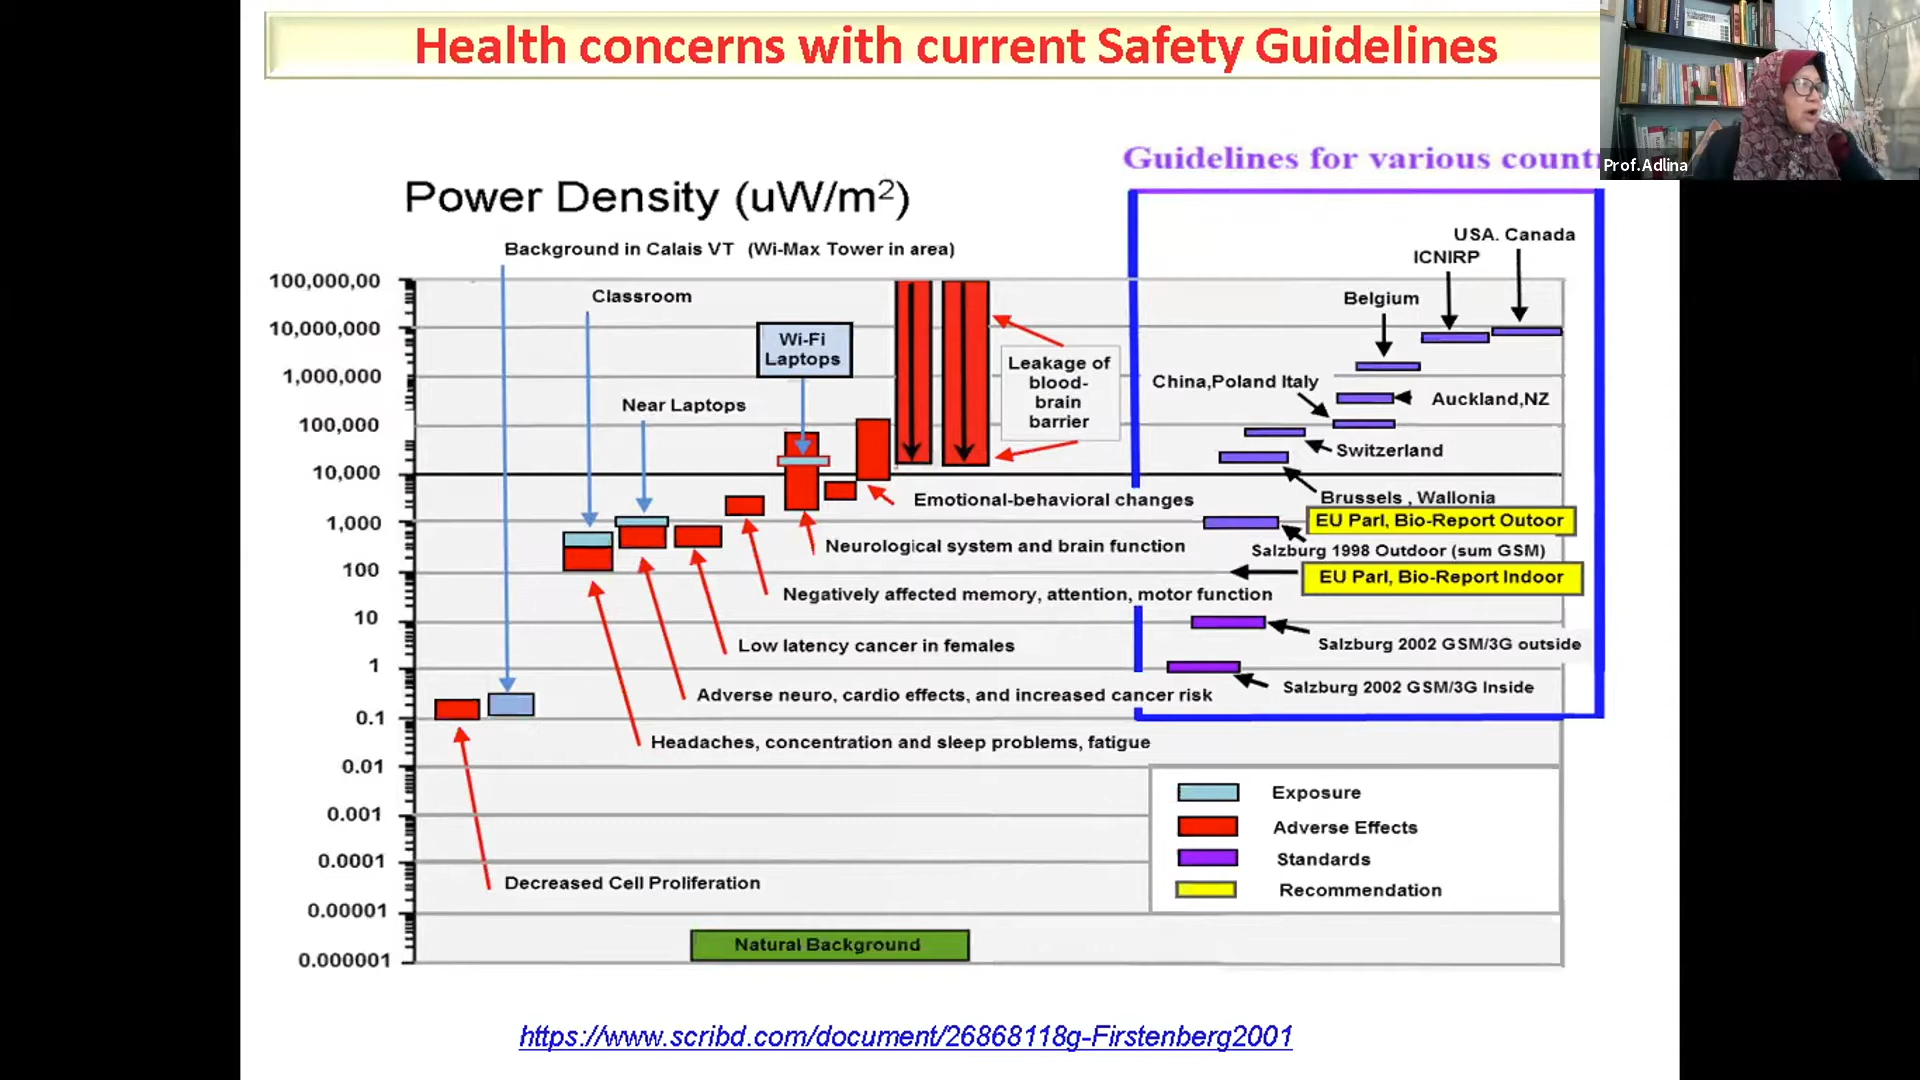 Health concerns with current Safety Guidelines
Prof.Adlina
Guidelines for various count
Power Density (uW/m²)
Background in Calais VT (Wi-Max Tower in area)
USA. Canada
ICNIRP
Belgium
Classroom
Wi-Fi
Laptops
Near Laptops
Leakage of
blood-
brain
barrier
China,Poland Italy
Auckland,NZ
Switzerland
Brussels , Wallonia
EU Parl, Bio-Report Outoor
Salzburg 1998 Outdoor (sum GSM)
EU Parl, Bio-Report Indoor
Salzburg 2002 GSM/3G outside
Salzburg 2002 GSM/3G Inside
100,000,00
10,000,000
1,000,000
100,000
10,000
1,000
100
10
1
0.1
0.01
0.001
0.0001
0.00001
0.000001
Emotional-behavioral changes
Neurological system and brain function
Negatively affected memory, attention, motor function
Low latency cancer in females
Adverse neuro, cardio effects, and increased cancer risk
Headaches, concentration and sleep problems, fatigue
Decreased Cell Proliferation
Natural Background
Exposure
Adverse Effects
Standards
Recommendation
https://www.scribd.com/document/26868118g-Firstenberg2001